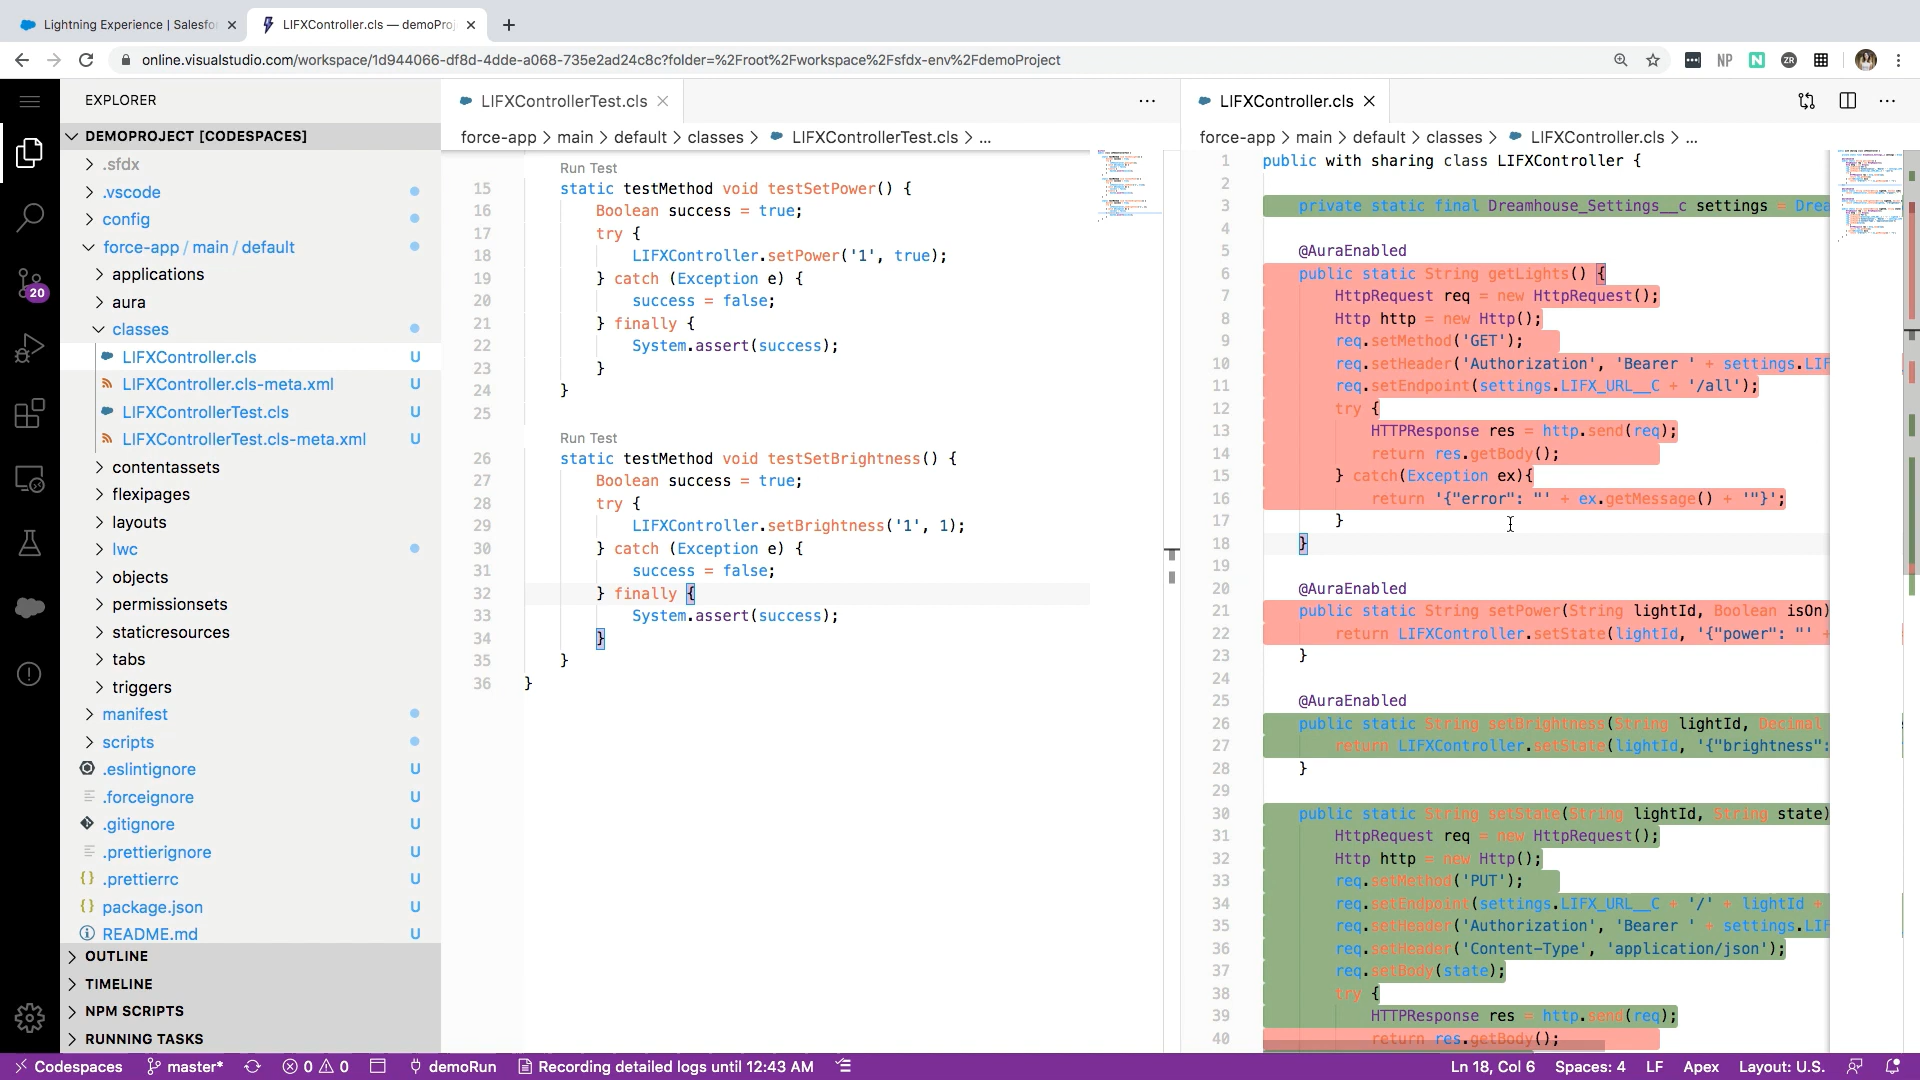 Lightning Experience | Salesfo
LIFXController.cls — demoProj
online.visualstudio.com/workspace/1d944066-df8d-4dde-a068-735e2ad24c8c?folder=%2Froot%2Fworkspace%2Fsfdx-env%2FdemoProject
NP
N
ZR
EXPLORER
DEMOPROJECT [CODESPACES]
.sfdx
.vscode
config
force-app / main / default
applications
aura
classes
LIFXController.cls U
LIFXController.cls-meta.xml U
LIFXControllerTest.cls U
LIFXControllerTest.cls-meta.xml U
contentassets
flexipages
layouts
lwc
objects
permissionsets
staticresources
tabs
triggers
manifest
scripts
.eslintignore U
.forceignore U
.gitignore U
.prettierignore U
{} .prettierrc U
{} package.json U
README.md U
OUTLINE
TIMELINE
NPM SCRIPTS
RUNNING TASKS
20
LIFXControllerTest.cls
force-app > main > default > classes > LIFXControllerTest.cls > ...
Run Test
15 static testMethod void testSetPower() {
16 Boolean success = true;
17 try {
18 LIFXController.setPower('1', true);
19 } catch (Exception e) {
20 success = false;
21 } finally {
22 System.assert(success);
23 }
24 }
25
Run Test
26 static testMethod void testSetBrightness() {
27 Boolean success = true;
28 try {
29 LIFXController.setBrightness('1', 1);
30 } catch (Exception e) {
31 success = false;
32 } finally {
33 System.assert(success);
34 }
35 }
36 }
LIFXController.cls
force-app > main > default > classes > LIFXController.cls > ...
1 public with sharing class LIFXController {
2
3 private static final Dreamhouse_Settings__c settings = Drea
4
5 @AuraEnabled
6 public static String getLights() {
7 HttpRequest req = new HttpRequest();
8 Http http = new Http();
9 req.setMethod('GET');
10 req.setHeader('Authorization', 'Bearer ' + settings.LIF
11 req.setEndpoint(settings.LIFX_URL__C + '/all');
12 try {
13 HTTPResponse res = http.send(req);
14 return res.getBody();
15 } catch(Exception ex){
16 return '{"error": "' + ex.getMessage() + '"}';
17 }
18 }
19
20 @AuraEnabled
21 public static String setPower(String lightId, Boolean isOn)
22 return LIFXController.setState(lightId, '{"power": "' +
23 }
24
25 @AuraEnabled
26 public static String setBrightness(String lightId, Decimal
27 return LIFXController.setState(lightId, '{"brightness":
28 }
29
30 public static String setState(String lightId, String state)
31 HttpRequest req = new HttpRequest();
32 Http http = new Http();
33 req.setMethod('PUT');
34 req.setEndpoint(settings.LIFX_URL__C + '/' + lightId +
35 req.setHeader('Authorization', 'Bearer ' + settings.LIF
36 req.setHeader('Content-Type', 'application/json');
37 req.setBody(state);
38 try {
39 HTTPResponse res = http.send(req);
40 return res.getBody();
Codespaces master* 0 0 demoRun Recording detailed logs until 12:43 AM Ln 18, Col 6 Spaces: 4 LF Apex Layout: U.S.